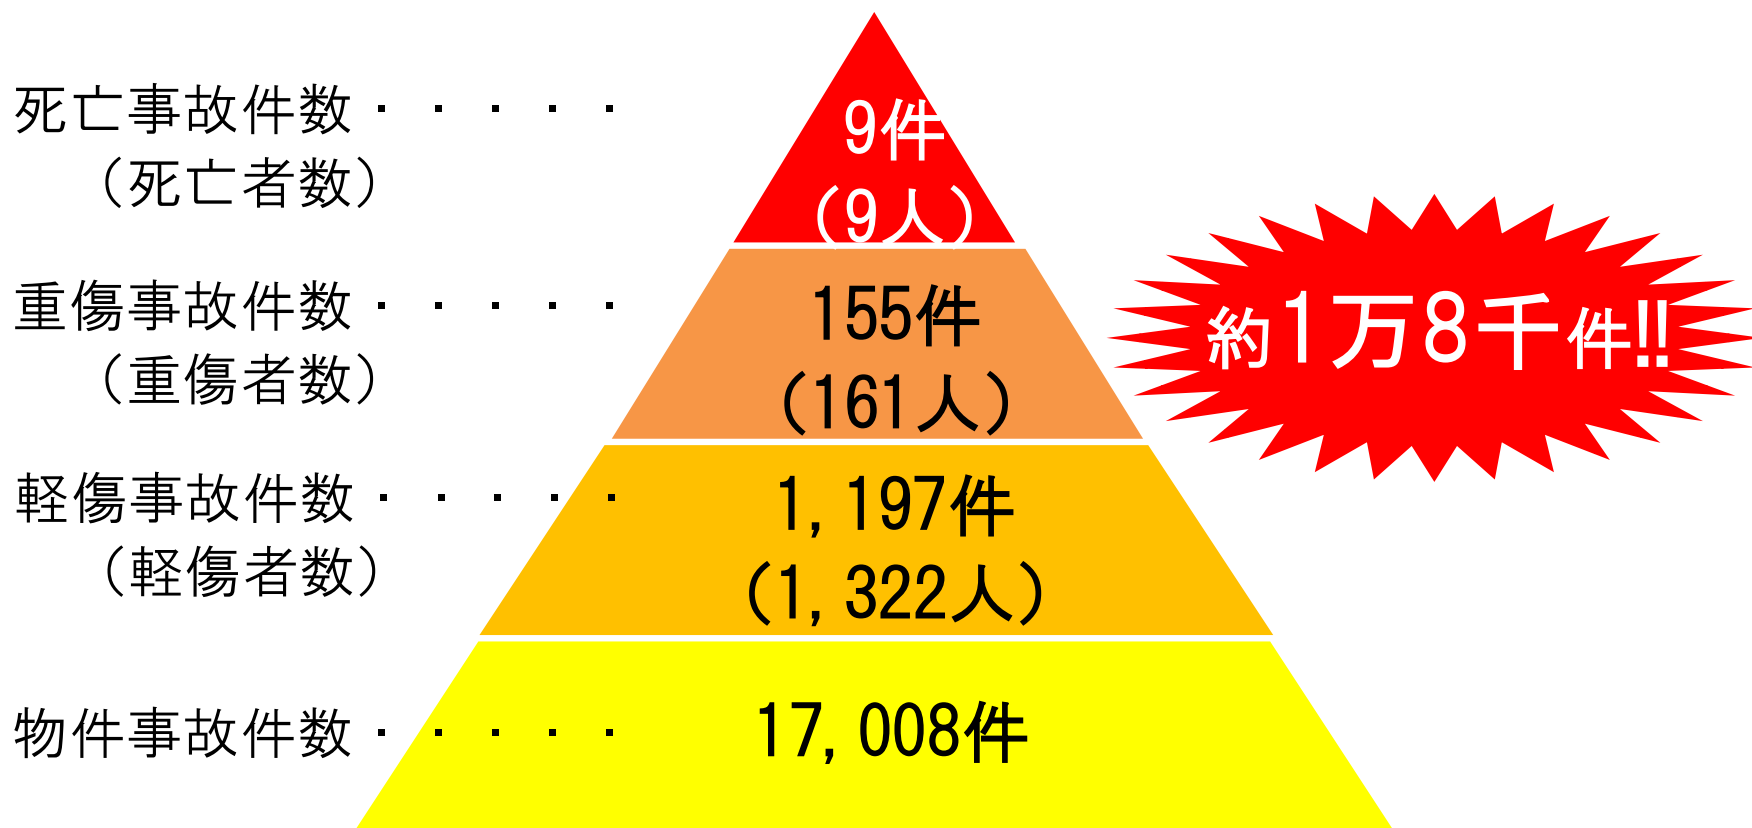 死亡事故件数・・・・・ 9件
（死亡者数） （9人）
重傷事故件数・・・・・ 155件
（重傷者数） （161人）
約1万8千件!!
軽傷事故件数・・・・・ 1,197件
（軽傷者数） （1,322人）
物件事故件数・・・・・ 17,008件